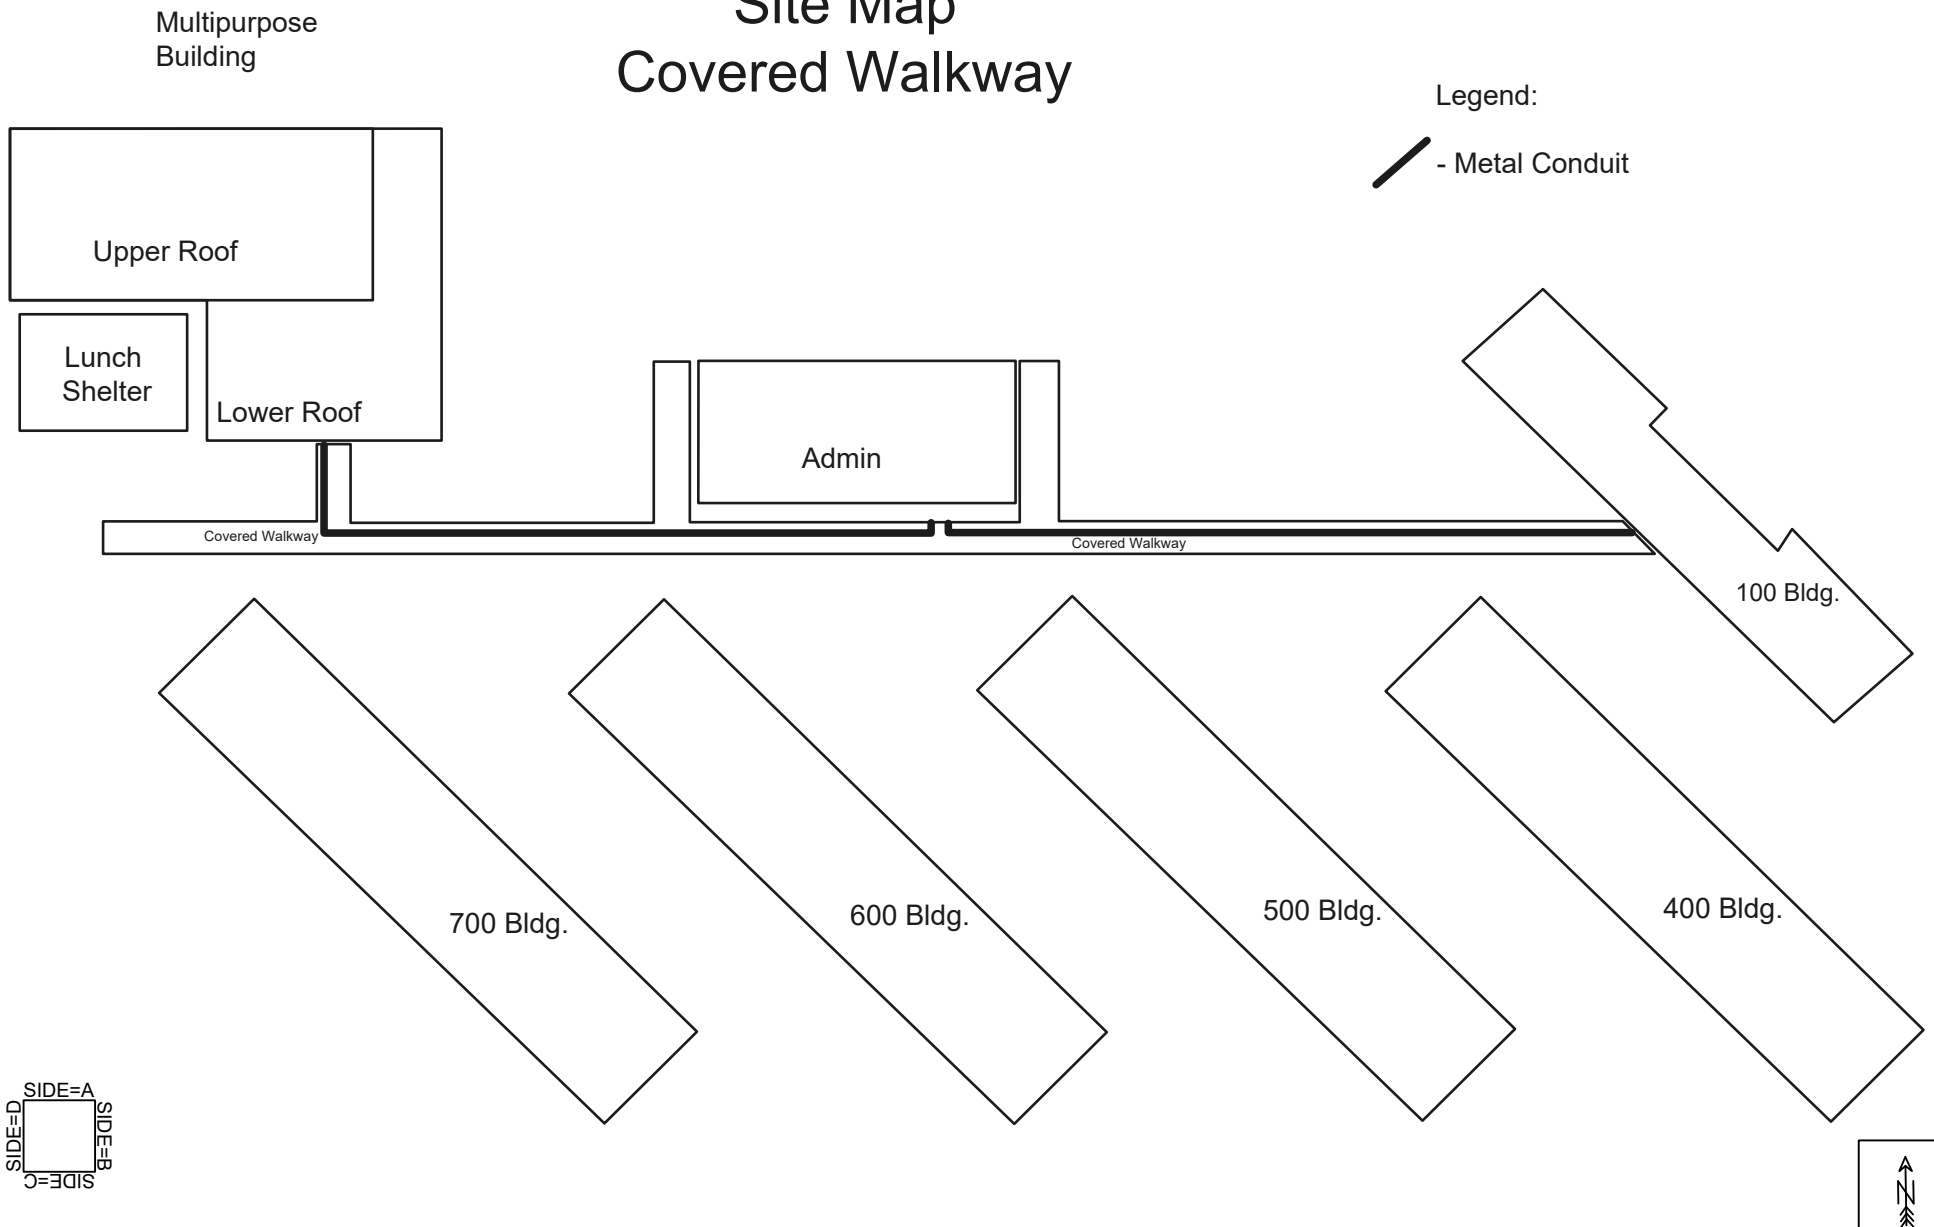 Site Map
Covered Walkway
Multipurpose
Building
Legend:
- Metal Conduit
Upper Roof
Lunch
Shelter
Lower Roof
Admin
Covered Walkway
Covered Walkway
100 Bldg.
700 Bldg.
600 Bldg.
500 Bldg.
400 Bldg.
SIDE=A
SIDE=B
SIDE=C
SIDE=D
N